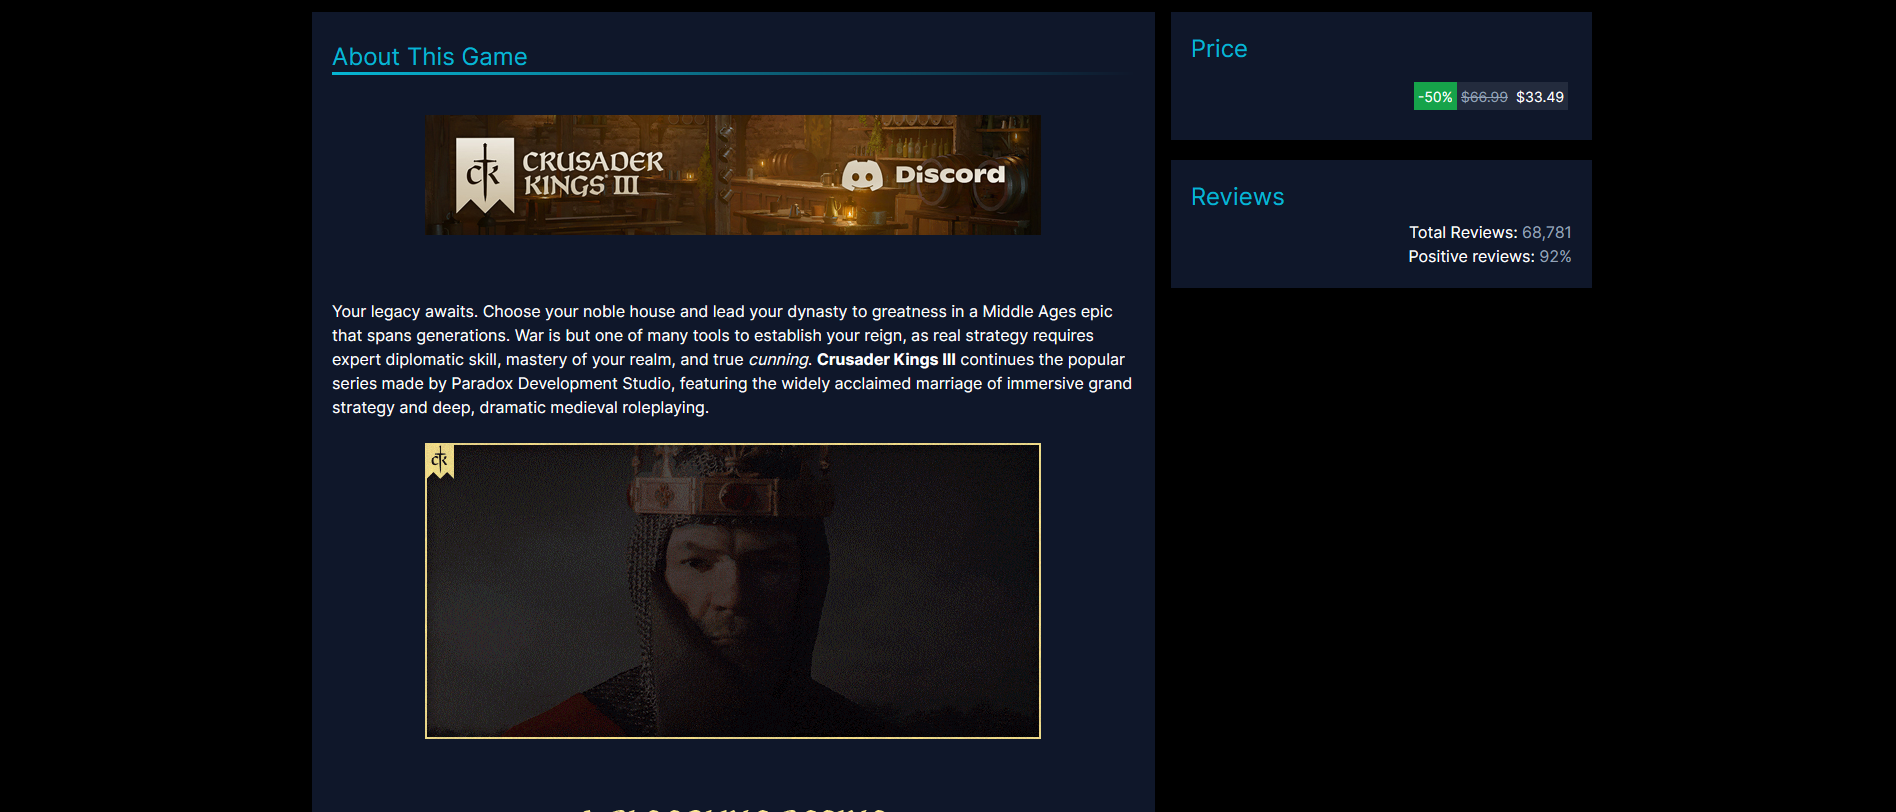 About This Game
CK
CRUSADER
KINGS III
Discord
Your legacy awaits. Choose your noble house and lead your dynasty to greatness in a Middle Ages epic
that spans generations. War is but one of many tools to establish your reign, as real strategy requires
expert diplomatic skill, mastery of your realm, and true cunning. Crusader Kings III continues the popular
series made by Paradox Development Studio, featuring the widely acclaimed marriage of immersive grand
strategy and deep, dramatic medieval roleplaying.
CK
Price
-50% $66.99 $33.49
Reviews
Total Reviews: 68,781
Positive reviews: 92%